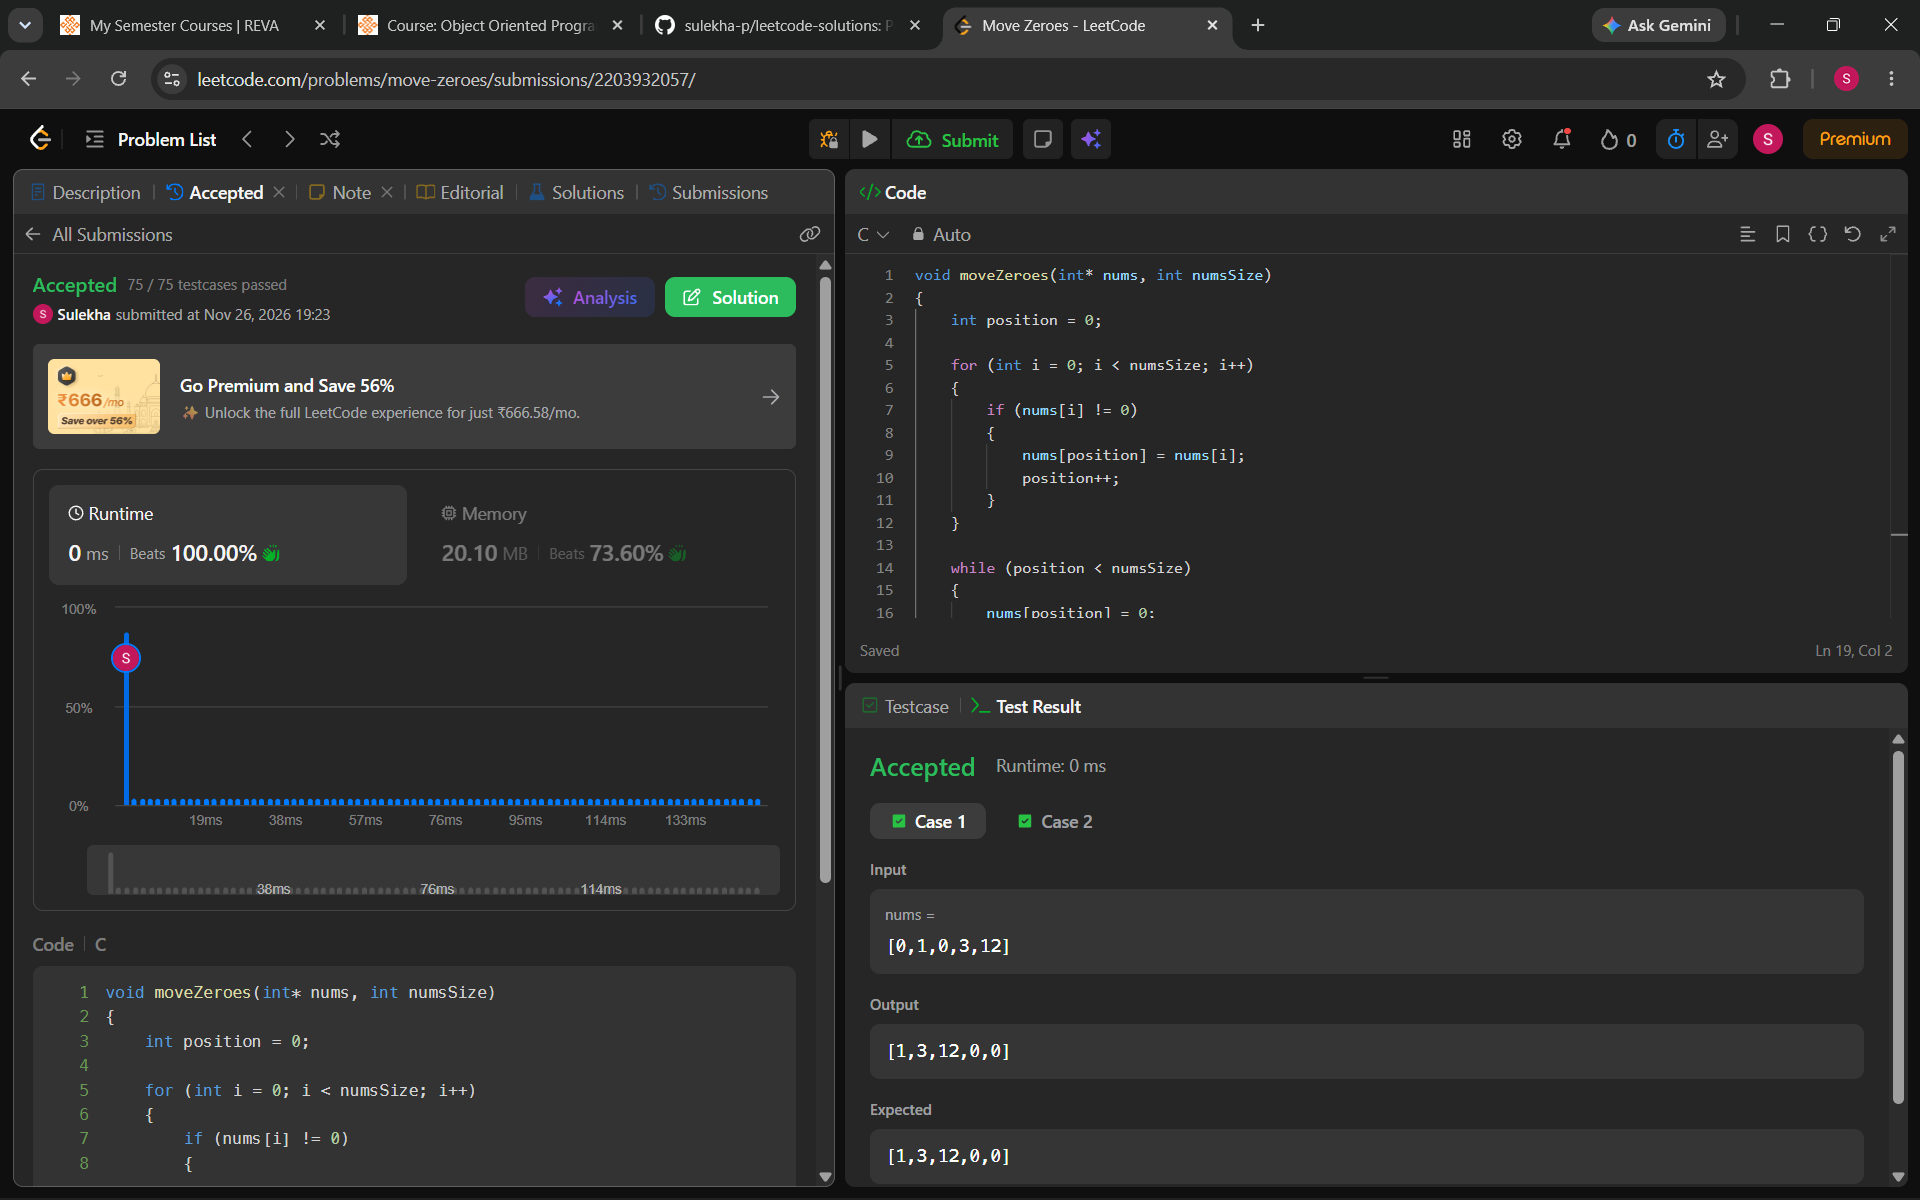 My Semester Courses | REVA
Course: Object Oriented Progra
sulekha-p/leetcode-solutions: P
Move Zeroes - LeetCode
Ask Gemini
leetcode.com/problems/move-zeroes/submissions/2203932057/
S
Problem List
Submit
0
S
Premium
Description
Accepted
Note
Editorial
Solutions
Submissions
All Submissions
Accepted 75 / 75 testcases passed
S Sulekha submitted at Nov 26, 2026 19:23
Analysis
Solution
₹666/mo
Save over 56%
Go Premium and Save 56%
Unlock the full LeetCode experience for just ₹666.58/mo.
Runtime
0 ms | Beats 100.00%
Memory
20.10 MB | Beats 73.60%
100%
S
50%
0%
19ms 38ms 57ms 76ms 95ms 114ms 133ms
38ms 76ms 114ms
Code | C
1 void moveZeroes(int* nums, int numsSize)
2 {
3 int position = 0;
4
5 for (int i = 0; i < numsSize; i++)
6 {
7 if (nums[i] != 0)
8 {
</> Code
C Auto
1 void moveZeroes(int* nums, int numsSize)
2 {
3 int position = 0;
4
5 for (int i = 0; i < numsSize; i++)
6 {
7 if (nums[i] != 0)
8 {
9 nums[position] = nums[i];
10 position++;
11 }
12 }
13
14 while (position < numsSize)
15 {
16 nums[position] = 0;
Saved
Ln 19, Col 2
Testcase
Test Result
Accepted Runtime: 0 ms
Case 1
Case 2
Input
nums =
[0,1,0,3,12]
Output
[1,3,12,0,0]
Expected
[1,3,12,0,0]